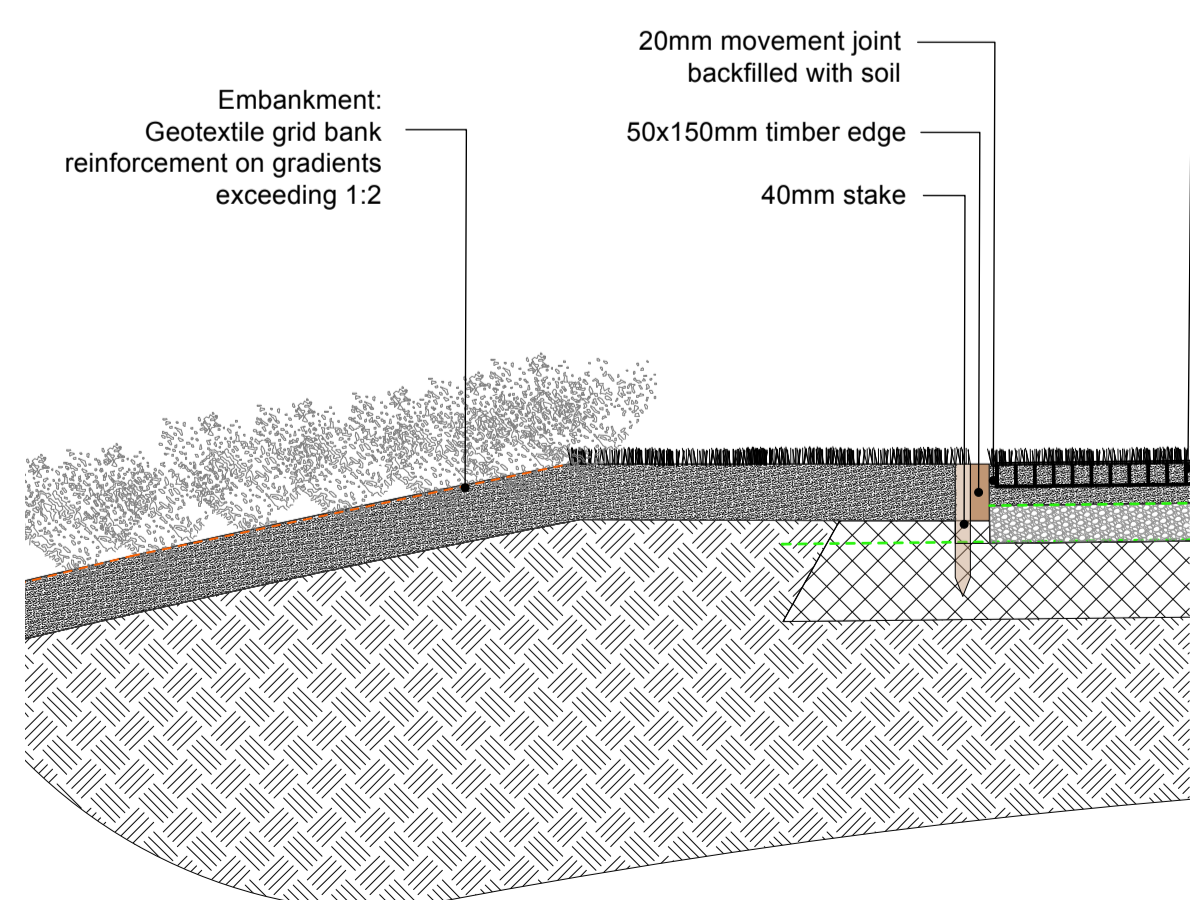 Embankment:
Geotextile grid bank
reinforcement on gradients
exceeding 1:2
20mm movement joint
backfilled with soil
50x150mm timber edge
40mm stake